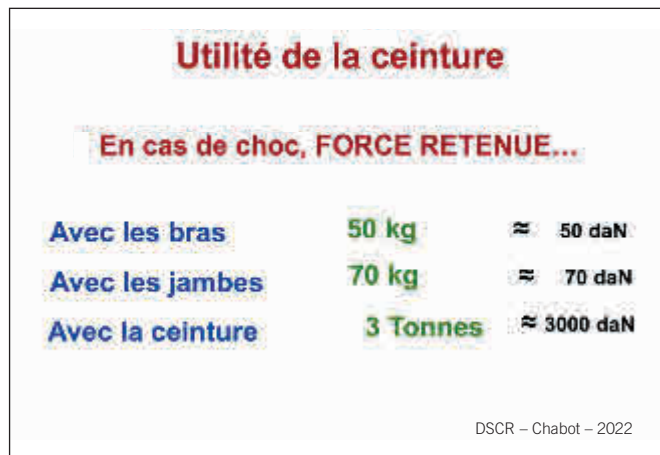 Utilité de la ceinture
En cas de choc, FORCE RETENUE...
Avec les bras 50 kg ≈ 50 daN
Avec les jambes 70 kg ≈ 70 daN
Avec la ceinture 3 Tonnes ≈ 3000 daN
DSCR – Chabot – 2022